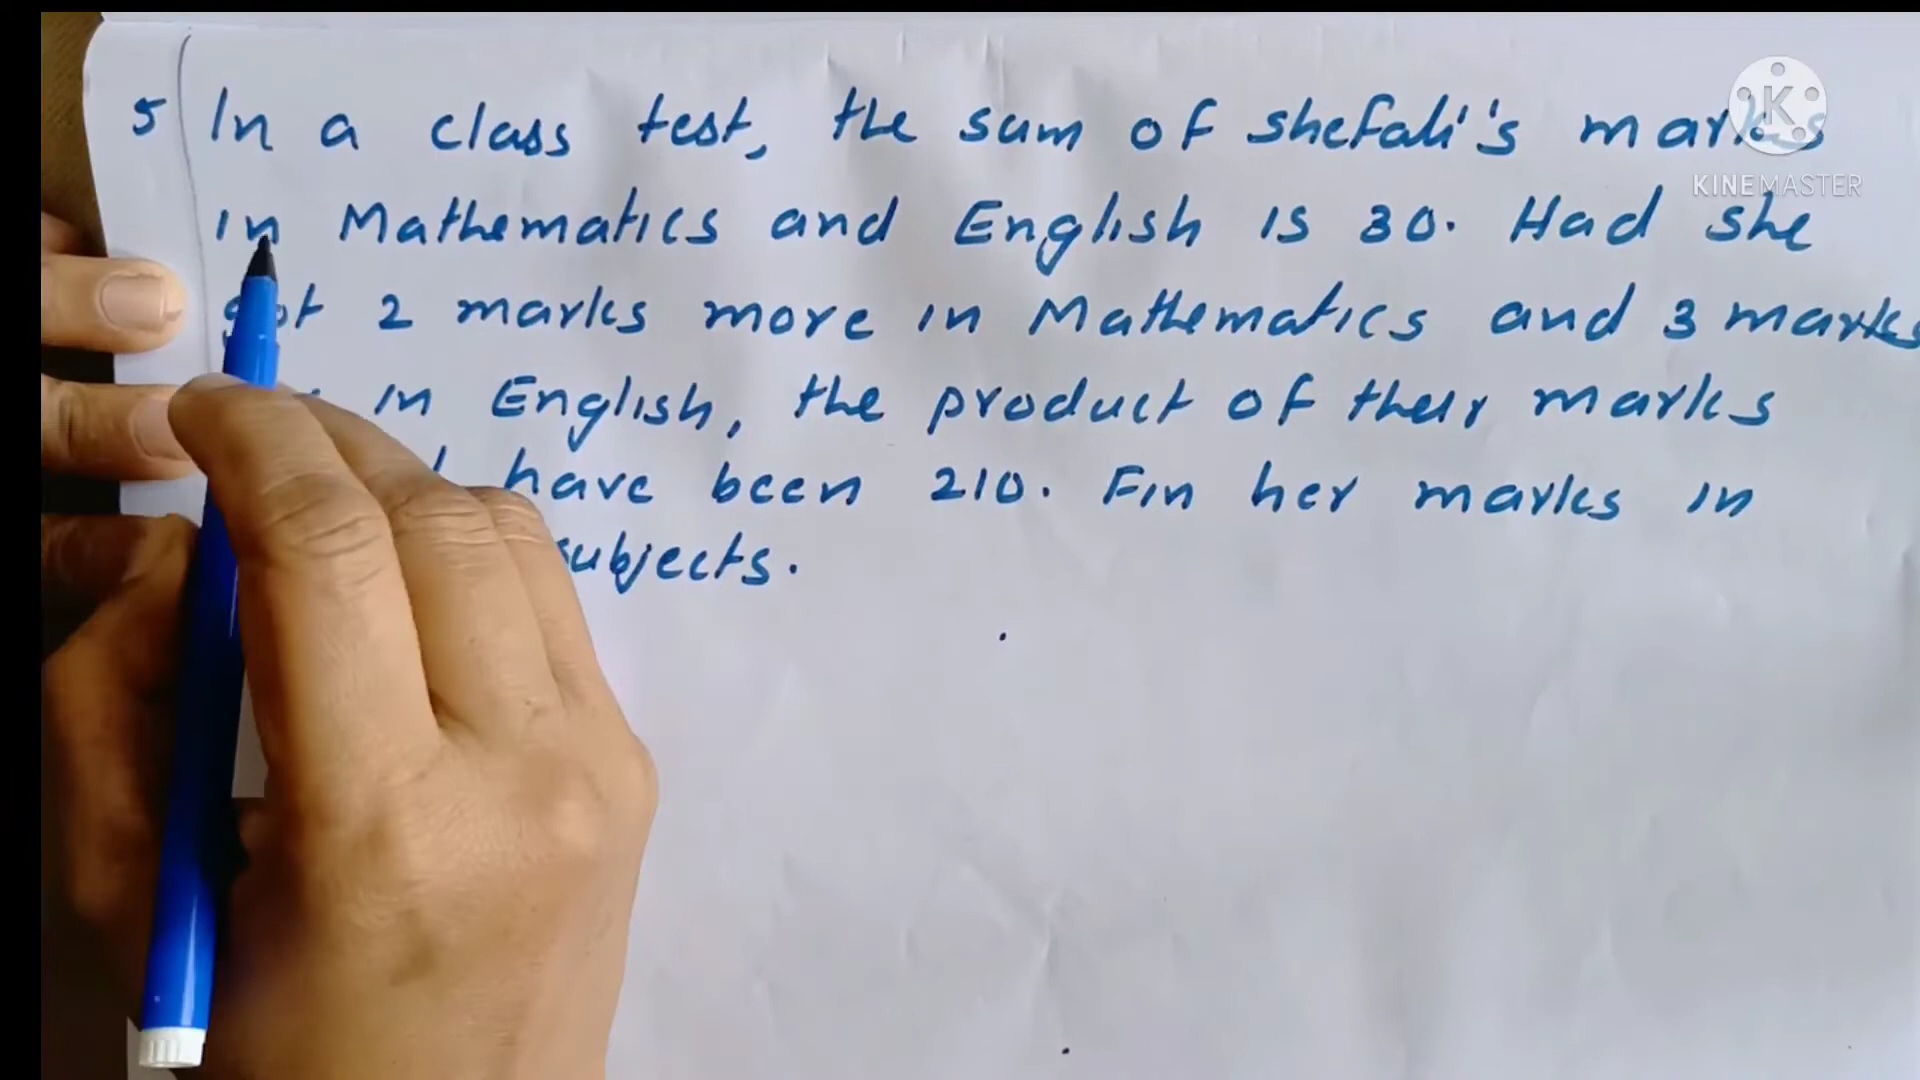 5 In a class test, the sum of shefali's marks
in Mathematics and English is 30. Had she
got 2 marks more in Mathematics and 3 marks
in English, the product of their marks
have been 210. Fin her marks in
subjects.
KINEMASTER